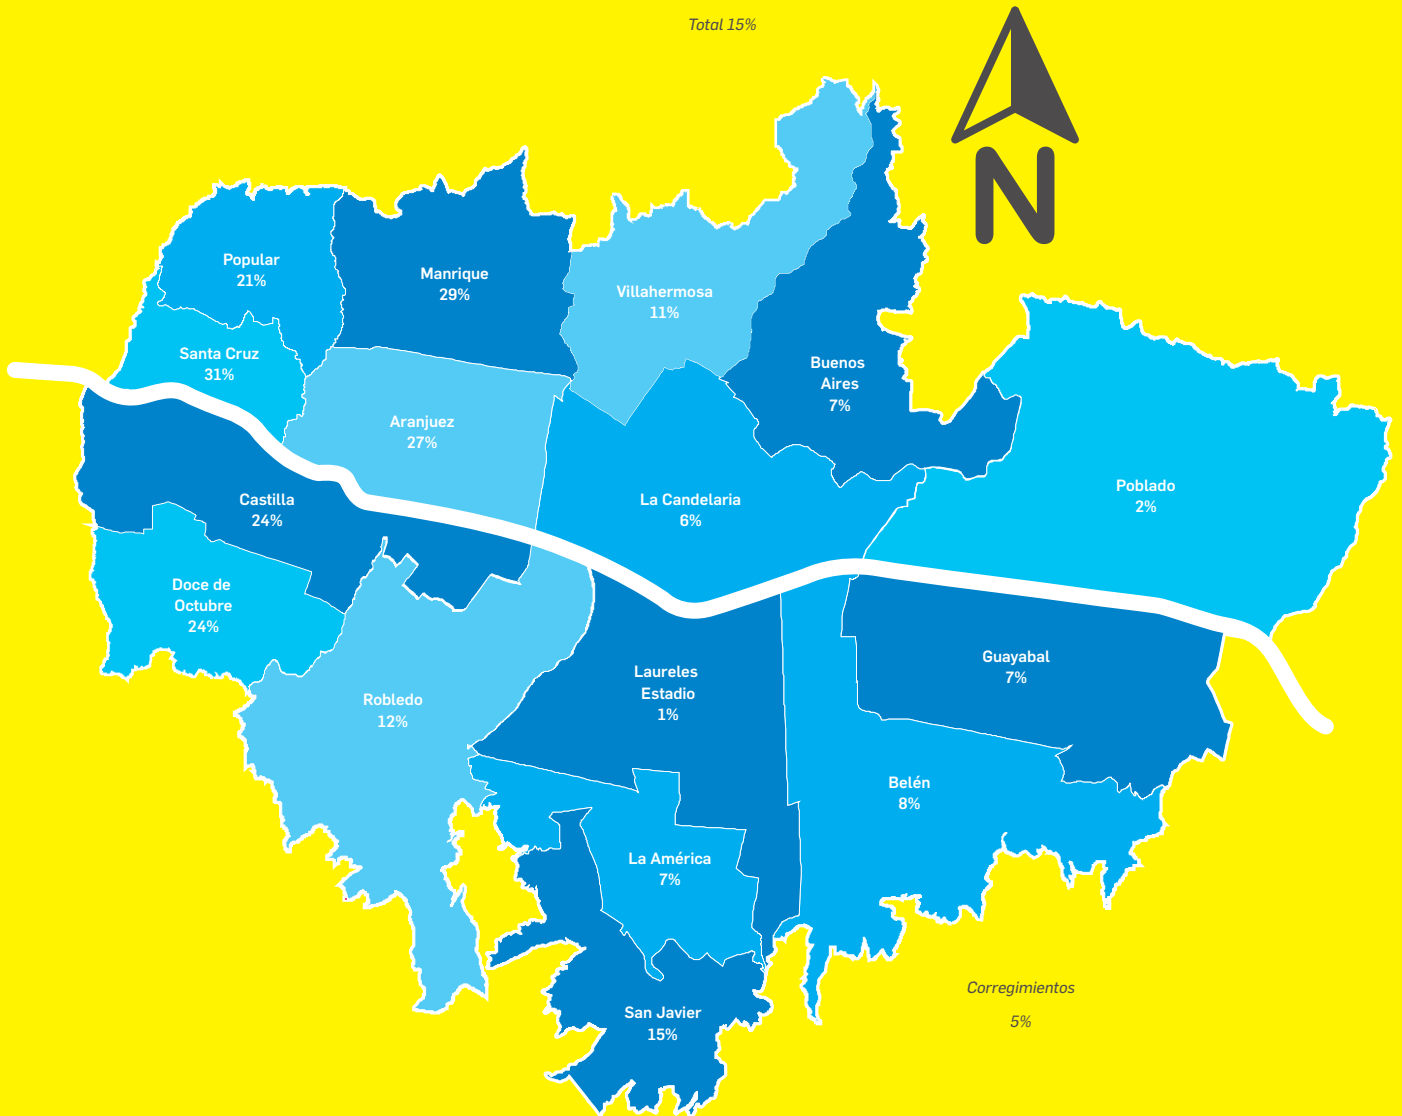 Total 15%
N
Popular
21%
Manrique
29%
Villahermosa
11%
Santa Cruz
31%
Buenos
Aires
7%
Aranjuez
27%
Castilla
24%
La Candelaria
6%
Poblado
2%
Doce de
Octubre
24%
Robledo
12%
Laureles
Estadio
1%
Guayabal
7%
Belén
8%
La América
7%
San Javier
15%
Corregimientos
5%